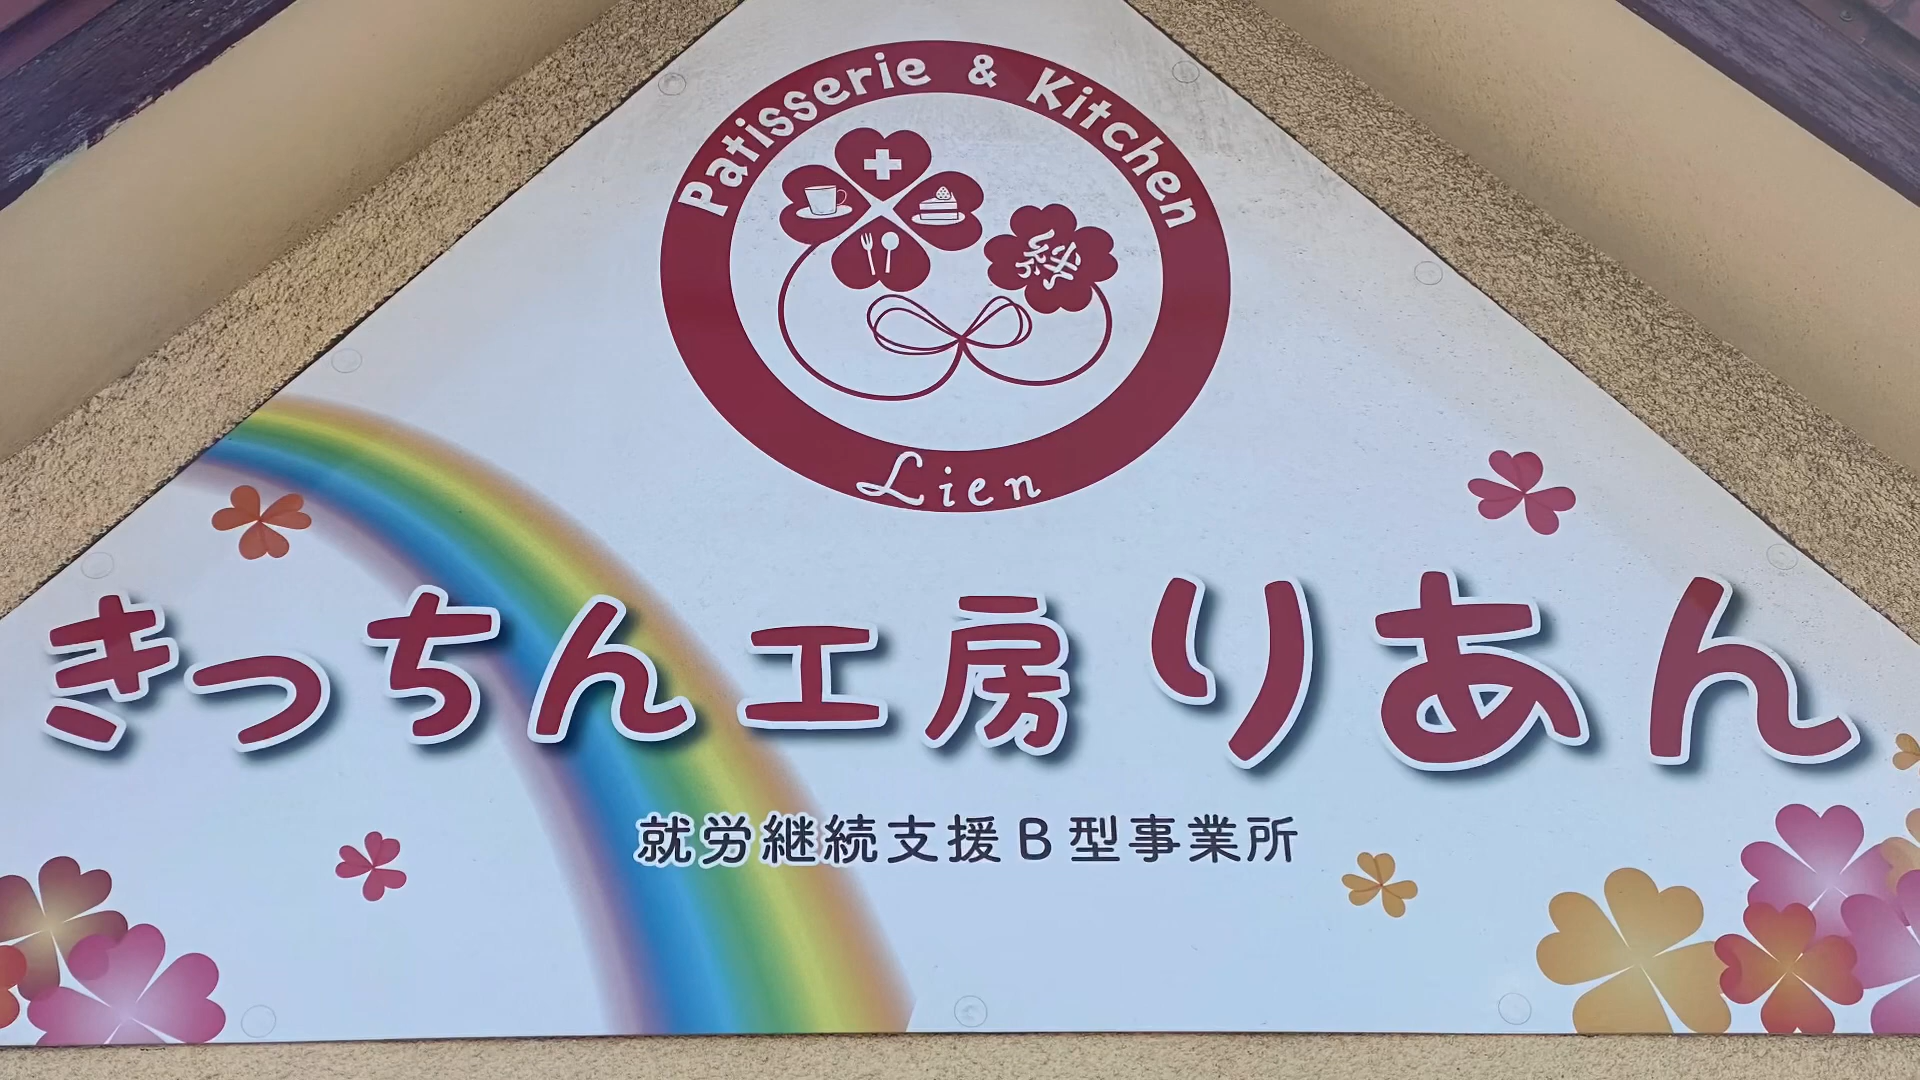 Patisserie & Kitchen
絆
Lien
きっちん工房 りあん
就労継続支援B型事業所